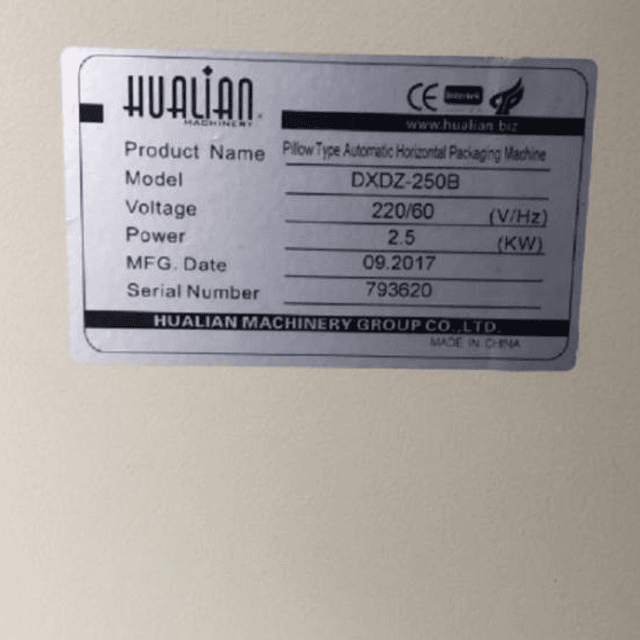 HUALIAN
MACHINERY
CE
www.hualian.biz
Product Name Pillow Type Automatic Horizontal Packaging Machine
Model DXDZ-250B
Voltage 220/60 (V/Hz)
Power 2.5 (KW)
MFG. Date 09.2017
Serial Number 793620
HUALIAN MACHINERY GROUP CO.,LTD.
MADE IN CHINA